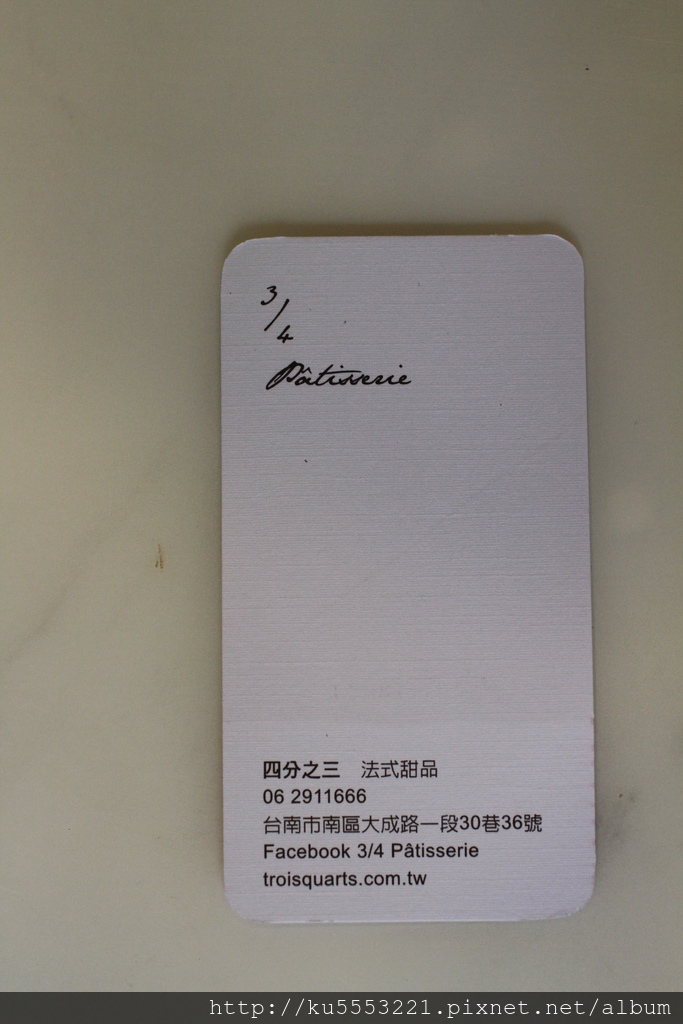 3/4
Pâtisserie
四分之三 法式甜品
06 2911666
台南市南區大成路一段30巷36號
Facebook 3/4 Pâtisserie
troisquarts.com.tw
http://ku5553221.pixnet.net/album